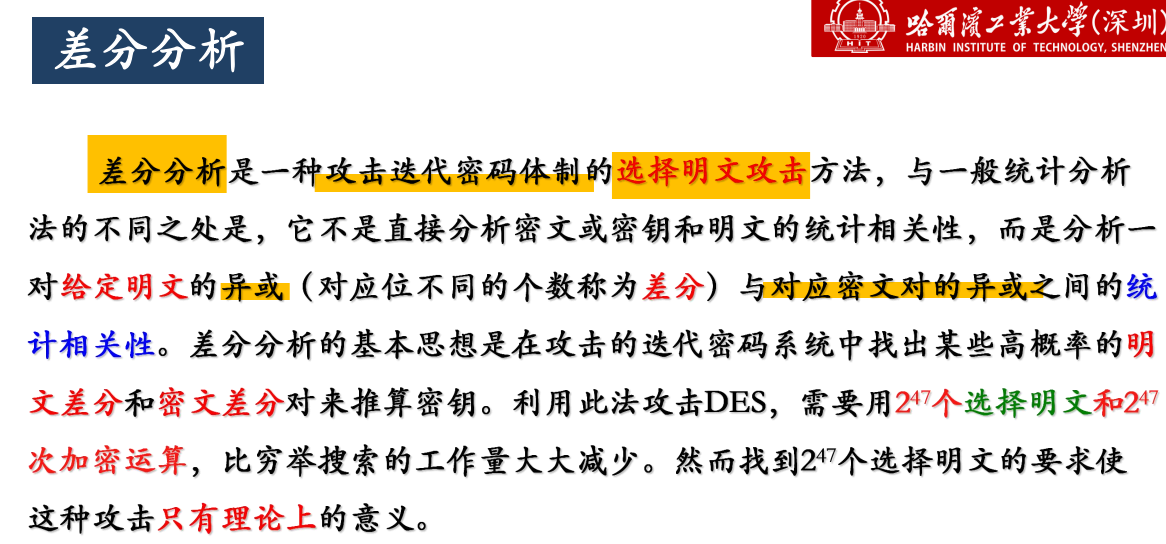 差分分析
哈爾濱工業大學(深圳)
HARBIN INSTITUTE OF TECHNOLOGY, SHENZHEN
1920
HIT
差分分析是一种攻击迭代密码体制的选择明文攻击方法，与一般统计分析
法的不同之处是，它不是直接分析密文或密钥和明文的统计相关性，而是分析一
对给定明文的异或（对应位不同的个数称为差分）与对应密文对的异或之间的统
计相关性。差分分析的基本思想是在攻击的迭代密码系统中找出某些高概率的明
文差分和密文差分对来推算密钥。利用此法攻击DES，需要用2⁴⁷个选择明文和2⁴⁷
次加密运算，比穷举搜索的工作量大大减少。然而找到2⁴⁷个选择明文的要求使
这种攻击只有理论上的意义。